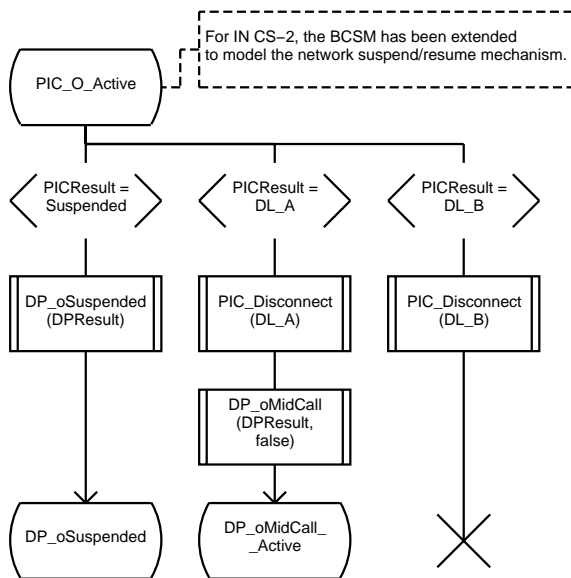 For IN CS−2, the BCSM has been extended
to model the network suspend/resume mechanism.
PIC_O_Active
PICResult =
Suspended
PICResult =
DL_A
PICResult =
DL_B
DP_oSuspended
(DPResult)
PIC_Disconnect
(DL_A)
PIC_Disconnect
(DL_B)
DP_oMidCall
(DPResult,
false)
DP_oSuspended
DP_oMidCall_
_Active